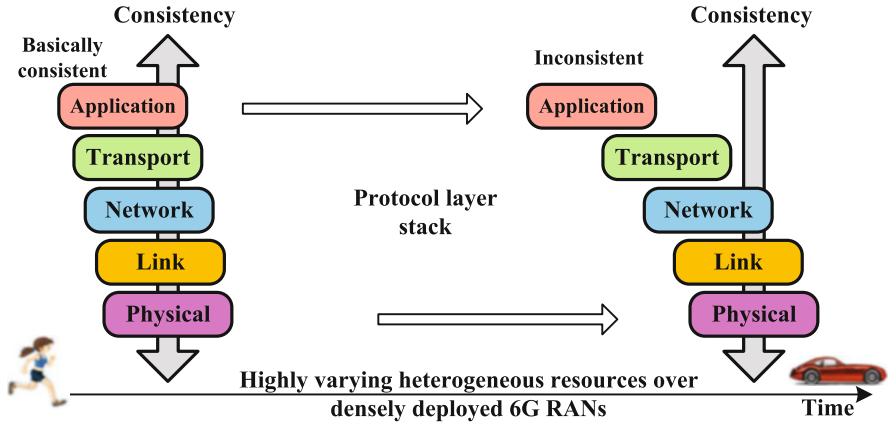 Consistency
Basically
consistent
Application
Transport
Network
Link
Physical
Protocol layer
stack
Consistency
Inconsistent
Application
Transport
Network
Link
Physical
Highly varying heterogeneous resources over
densely deployed 6G RANs
Time